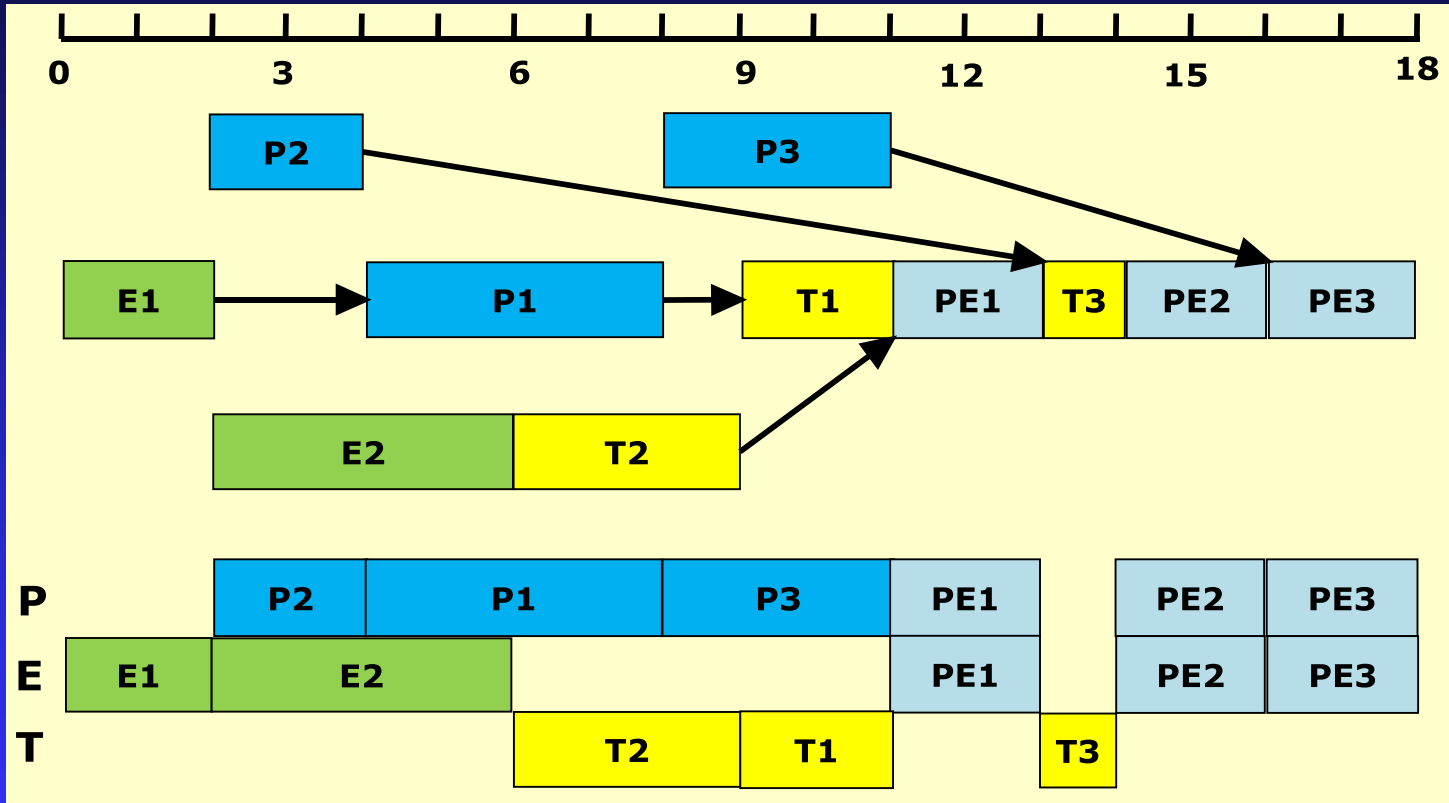 0 3 6 9 12 15 18
P2 P3
E1 P1 T1 PE1 T3 PE2 PE3
E2 T2
P P2 P1 P3 PE1 PE2 PE3
E E1 E2 PE1 PE2 PE3
T T2 T1 T3